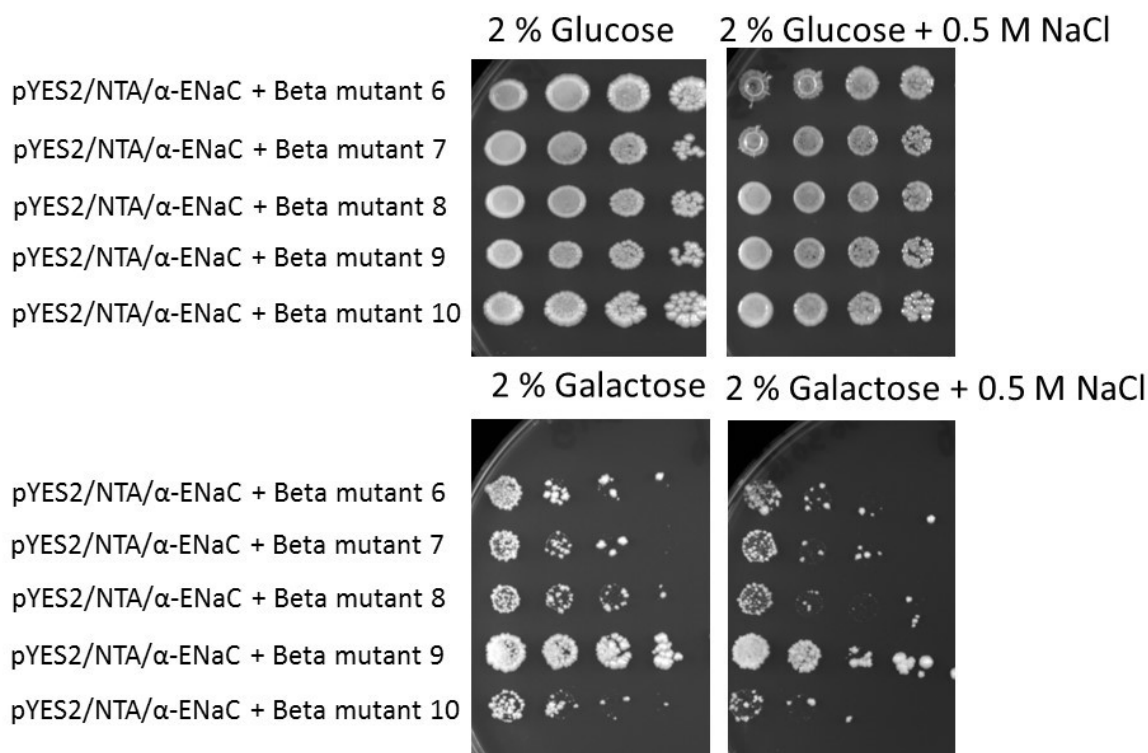 2 % Glucose
2 % Glucose + 0.5 M NaCl
pYES2/NTA/α-ENaC + Beta mutant 6
pYES2/NTA/α-ENaC + Beta mutant 7
pYES2/NTA/α-ENaC + Beta mutant 8
pYES2/NTA/α-ENaC + Beta mutant 9
pYES2/NTA/α-ENaC + Beta mutant 10
2 % Galactose
2 % Galactose + 0.5 M NaCl
pYES2/NTA/α-ENaC + Beta mutant 6
pYES2/NTA/α-ENaC + Beta mutant 7
pYES2/NTA/α-ENaC + Beta mutant 8
pYES2/NTA/α-ENaC + Beta mutant 9
pYES2/NTA/α-ENaC + Beta mutant 10